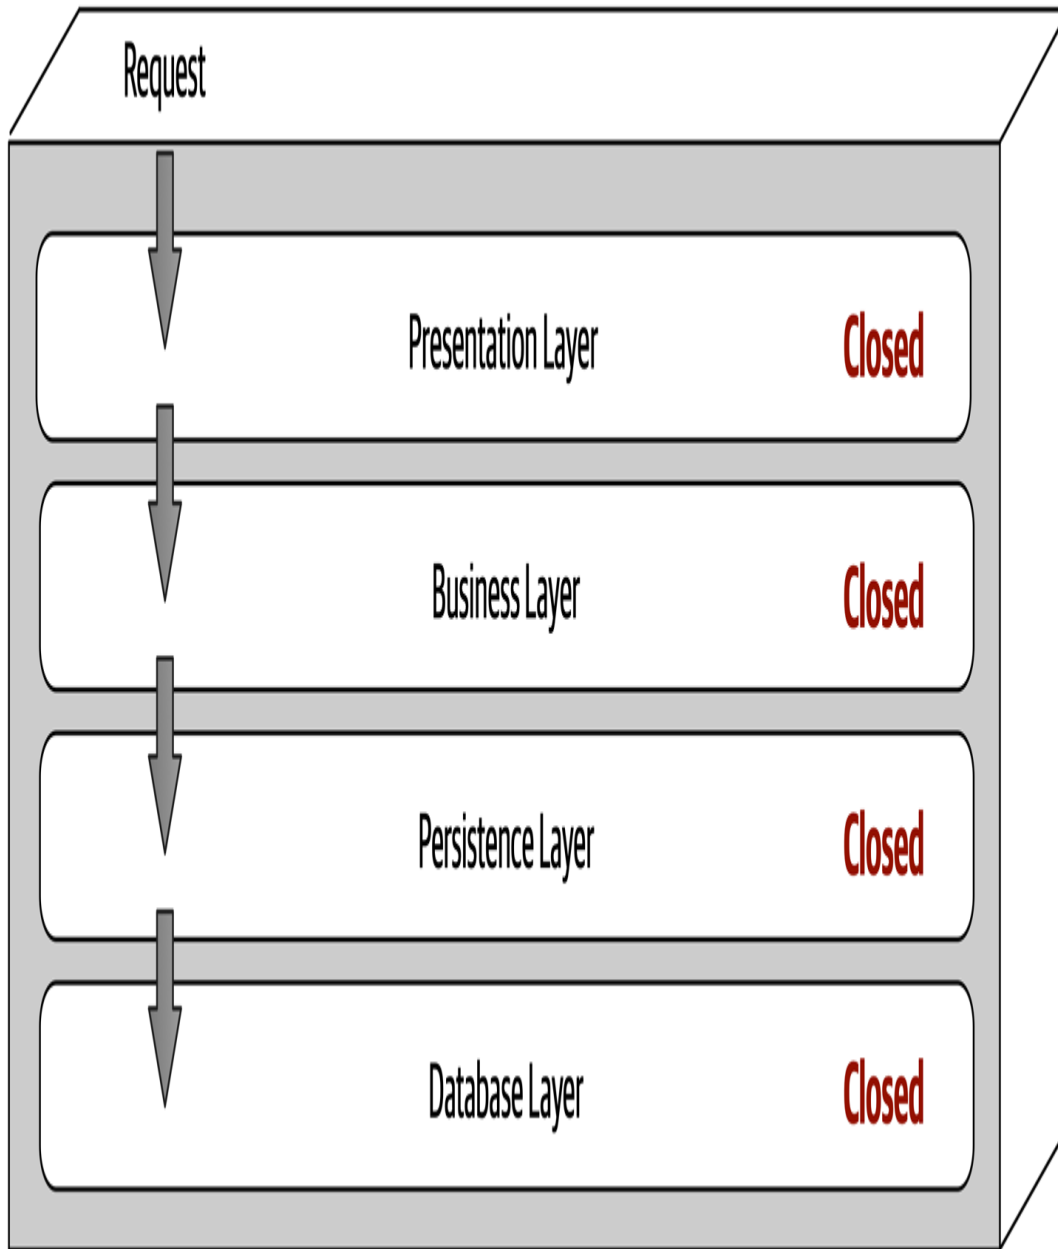 Request
Presentation Layer Closed
Business Layer Closed
Persistence Layer Closed
Database Layer Closed